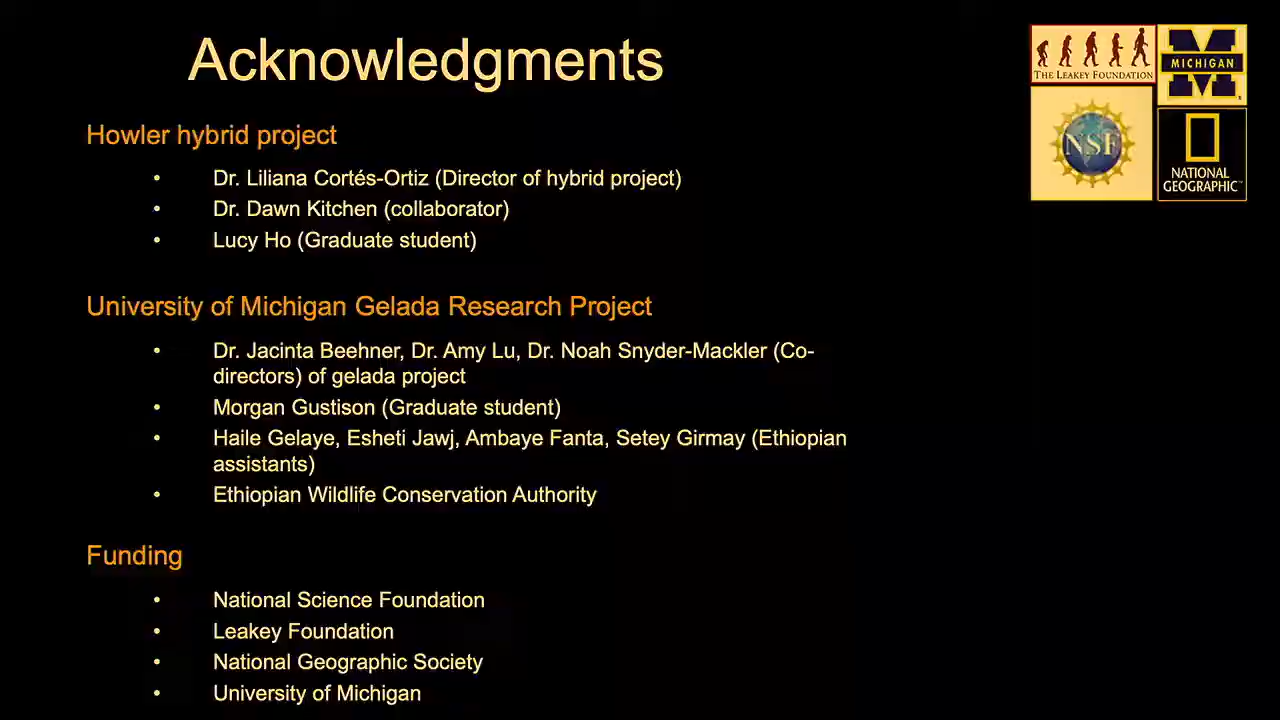 Acknowledgments
THE LEAKEY FOUNDATION
MICHIGAN
NSF
NATIONAL
GEOGRAPHIC™
Howler hybrid project
• Dr. Liliana Cortés-Ortiz (Director of hybrid project)
• Dr. Dawn Kitchen (collaborator)
• Lucy Ho (Graduate student)
University of Michigan Gelada Research Project
• Dr. Jacinta Beehner, Dr. Amy Lu, Dr. Noah Snyder-Mackler (Co-
directors) of gelada project
• Morgan Gustison (Graduate student)
• Haile Gelaye, Esheti Jawj, Ambaye Fanta, Setey Girmay (Ethiopian
assistants)
• Ethiopian Wildlife Conservation Authority
Funding
• National Science Foundation
• Leakey Foundation
• National Geographic Society
• University of Michigan